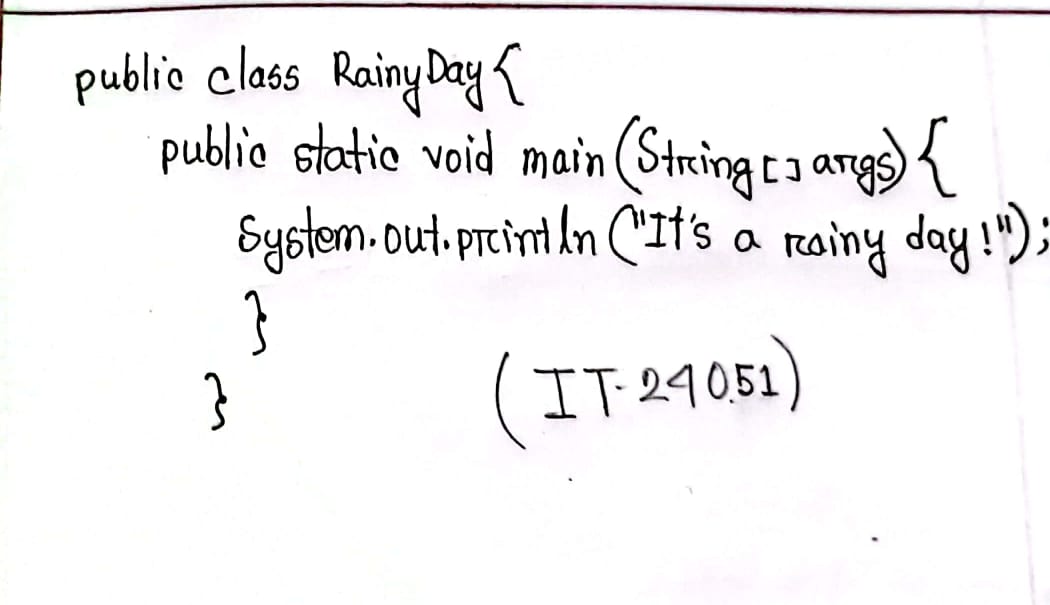 public class RainyDay {
public static void main (String [] args) {
System.out.println ("It's a rainy day!");
}
}
(IT-24051)